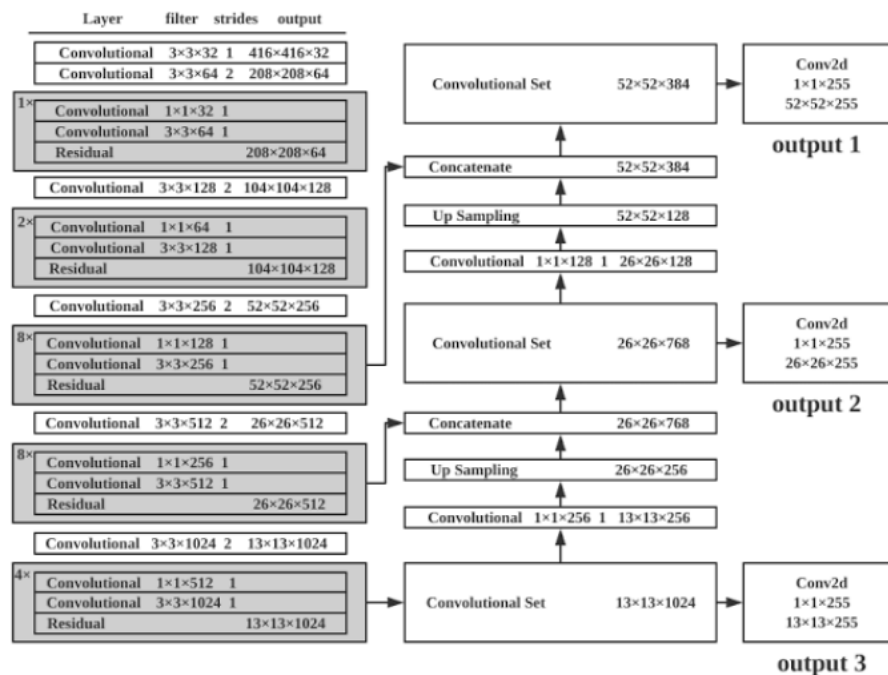 Layer filter strides output
Convolutional 3×3×32 1 416×416×32
Convolutional 3×3×64 2 208×208×64
1×
Convolutional 1×1×32 1
Convolutional 3×3×64 1
Residual 208×208×64
Convolutional 3×3×128 2 104×104×128
2×
Convolutional 1×1×64 1
Convolutional 3×3×128 1
Residual 104×104×128
Convolutional 3×3×256 2 52×52×256
8×
Convolutional 1×1×128 1
Convolutional 3×3×256 1
Residual 52×52×256
Convolutional 3×3×512 2 26×26×512
8×
Convolutional 1×1×256 1
Convolutional 3×3×512 1
Residual 26×26×512
Convolutional 3×3×1024 2 13×13×1024
4×
Convolutional 1×1×512 1
Convolutional 3×3×1024 1
Residual 13×13×1024
Convolutional Set 52×52×384
Concatenate 52×52×384
Up Sampling 52×52×128
Convolutional 1×1×128 1 26×26×128
Convolutional Set 26×26×768
Concatenate 26×26×768
Up Sampling 26×26×256
Convolutional 1×1×256 1 13×13×256
Convolutional Set 13×13×1024
Conv2d
1×1×255
52×52×255
output 1
Conv2d
1×1×255
26×26×255
output 2
Conv2d
1×1×255
13×13×255
output 3